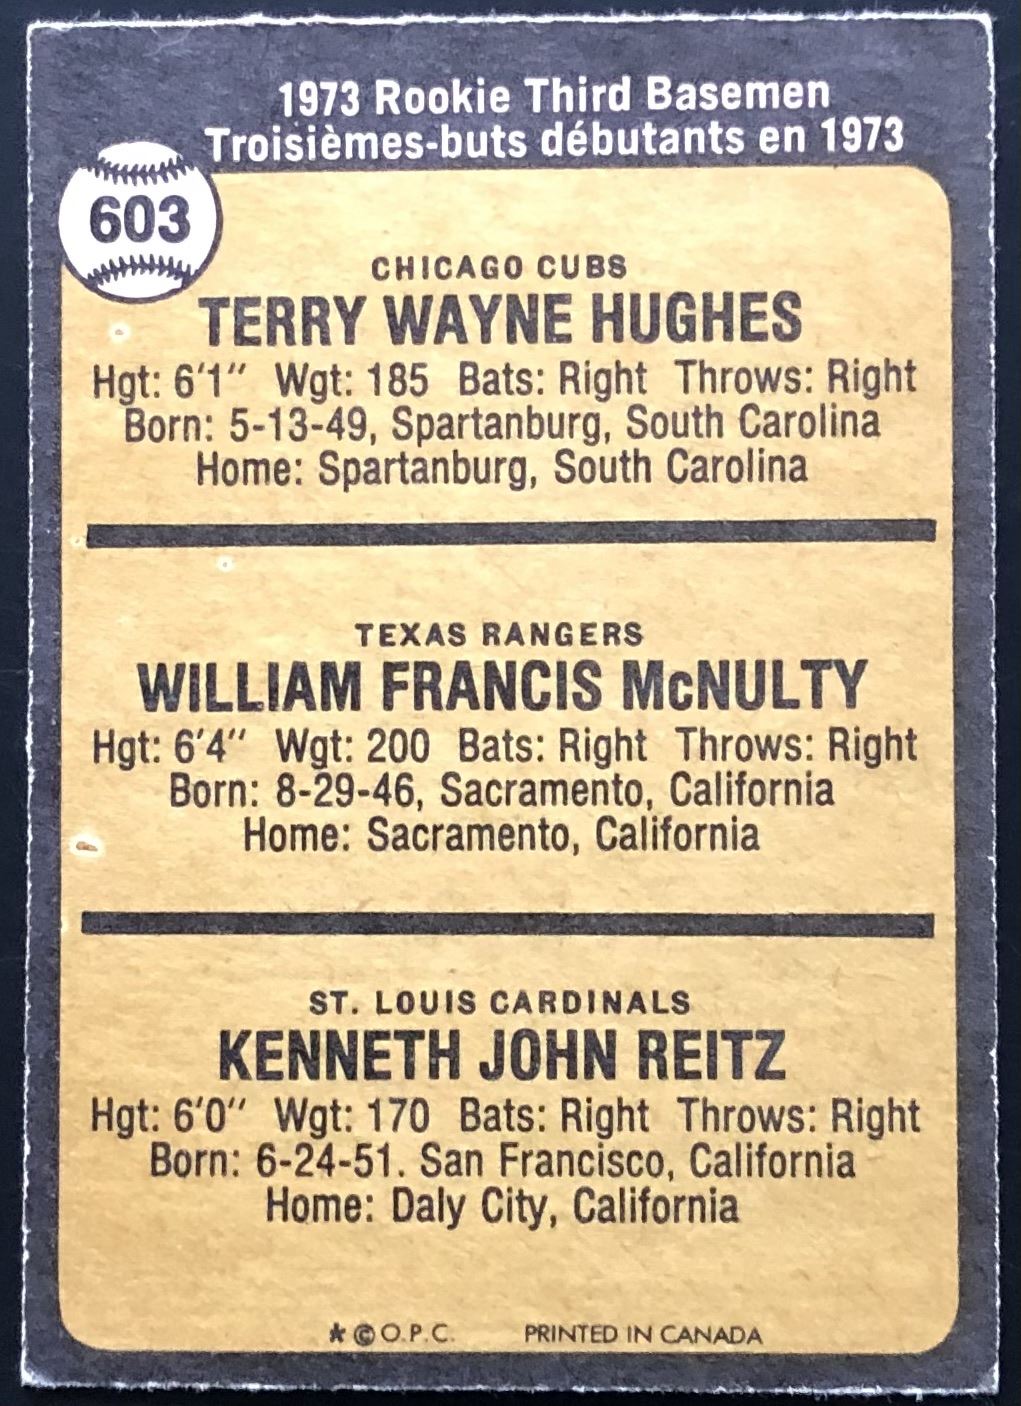 1973 Rookie Third Basemen
Troisièmes-buts débutants en 1973
603
CHICAGO CUBS
TERRY WAYNE HUGHES
Hgt: 6'1" Wgt: 185 Bats: Right Throws: Right
Born: 5-13-49, Spartanburg, South Carolina
Home: Spartanburg, South Carolina
TEXAS RANGERS
WILLIAM FRANCIS McNULTY
Hgt: 6'4" Wgt: 200 Bats: Right Throws: Right
Born: 8-29-46, Sacramento, California
Home: Sacramento, California
ST. LOUIS CARDINALS
KENNETH JOHN REITZ
Hgt: 6'0" Wgt: 170 Bats: Right Throws: Right
Born: 6-24-51. San Francisco, California
Home: Daly City, California
* © O.P.C. PRINTED IN CANADA